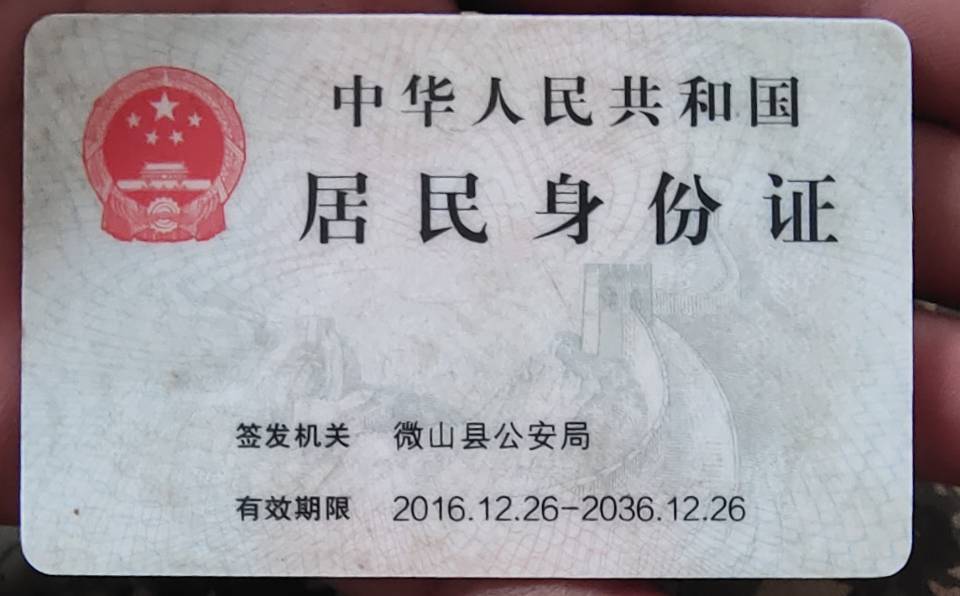 中华人民共和国
居民身份证
签发机关 微山县公安局
有效期限 2016.12.26-2036.12.26